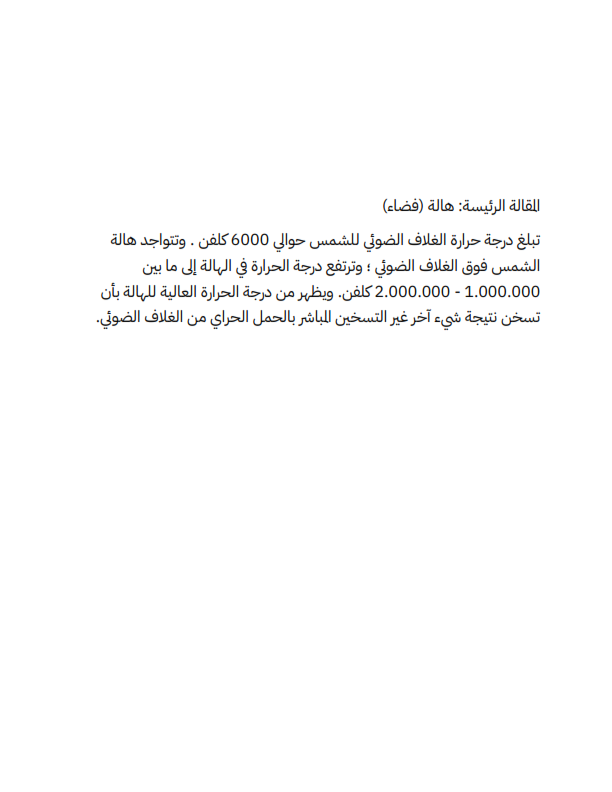 المقالة الرئيسة: هالة (فضاء)
تبلغ درجة حرارة الغلاف الضوئي للشمس حوالي 6000 كلفن . وتتواجد هالة
الشمس فوق الغلاف الضوئي ؛ وترتفع درجة الحرارة في الهالة إلى ما بين
1.000.000 - 2.000.000 كلفن. ويظهر من درجة الحرارة العالية للهالة بأن
تسخن نتيجة شيء آخر غير التسخين المباشر بالحمل الحراي من الغلاف الضوئي.